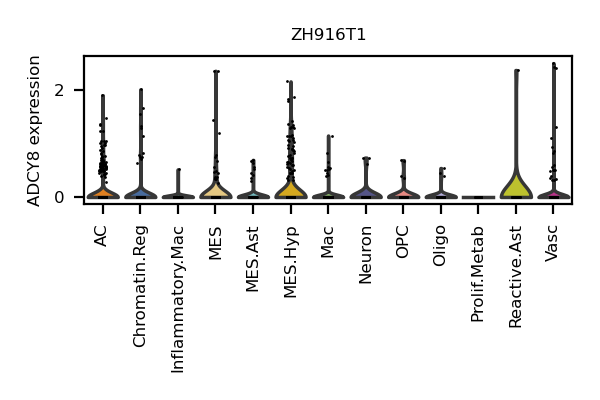 ZH916T1
ADCY8 expression
2
0
AC
Chromatin.Reg
Inflammatory.Mac
MES
MES.Ast
MES.Hyp
Mac
Neuron
OPC
Oligo
Prolif.Metab
Reactive.Ast
Vasc